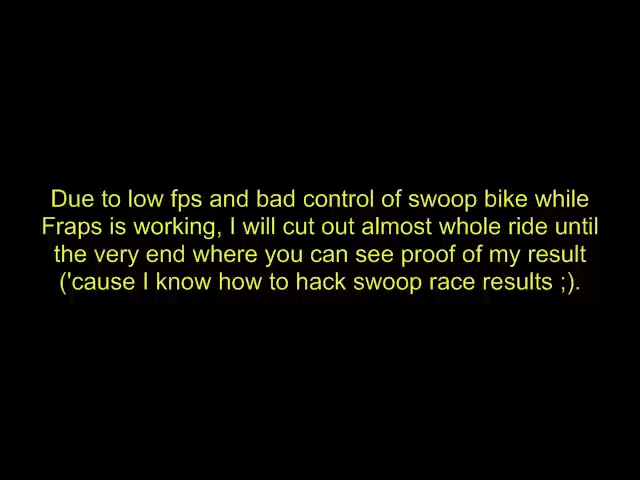 Due to low fps and bad control of swoop bike while
Fraps is working, I will cut out almost whole ride until
the very end where you can see proof of my result
('cause I know how to hack swoop race results ;).